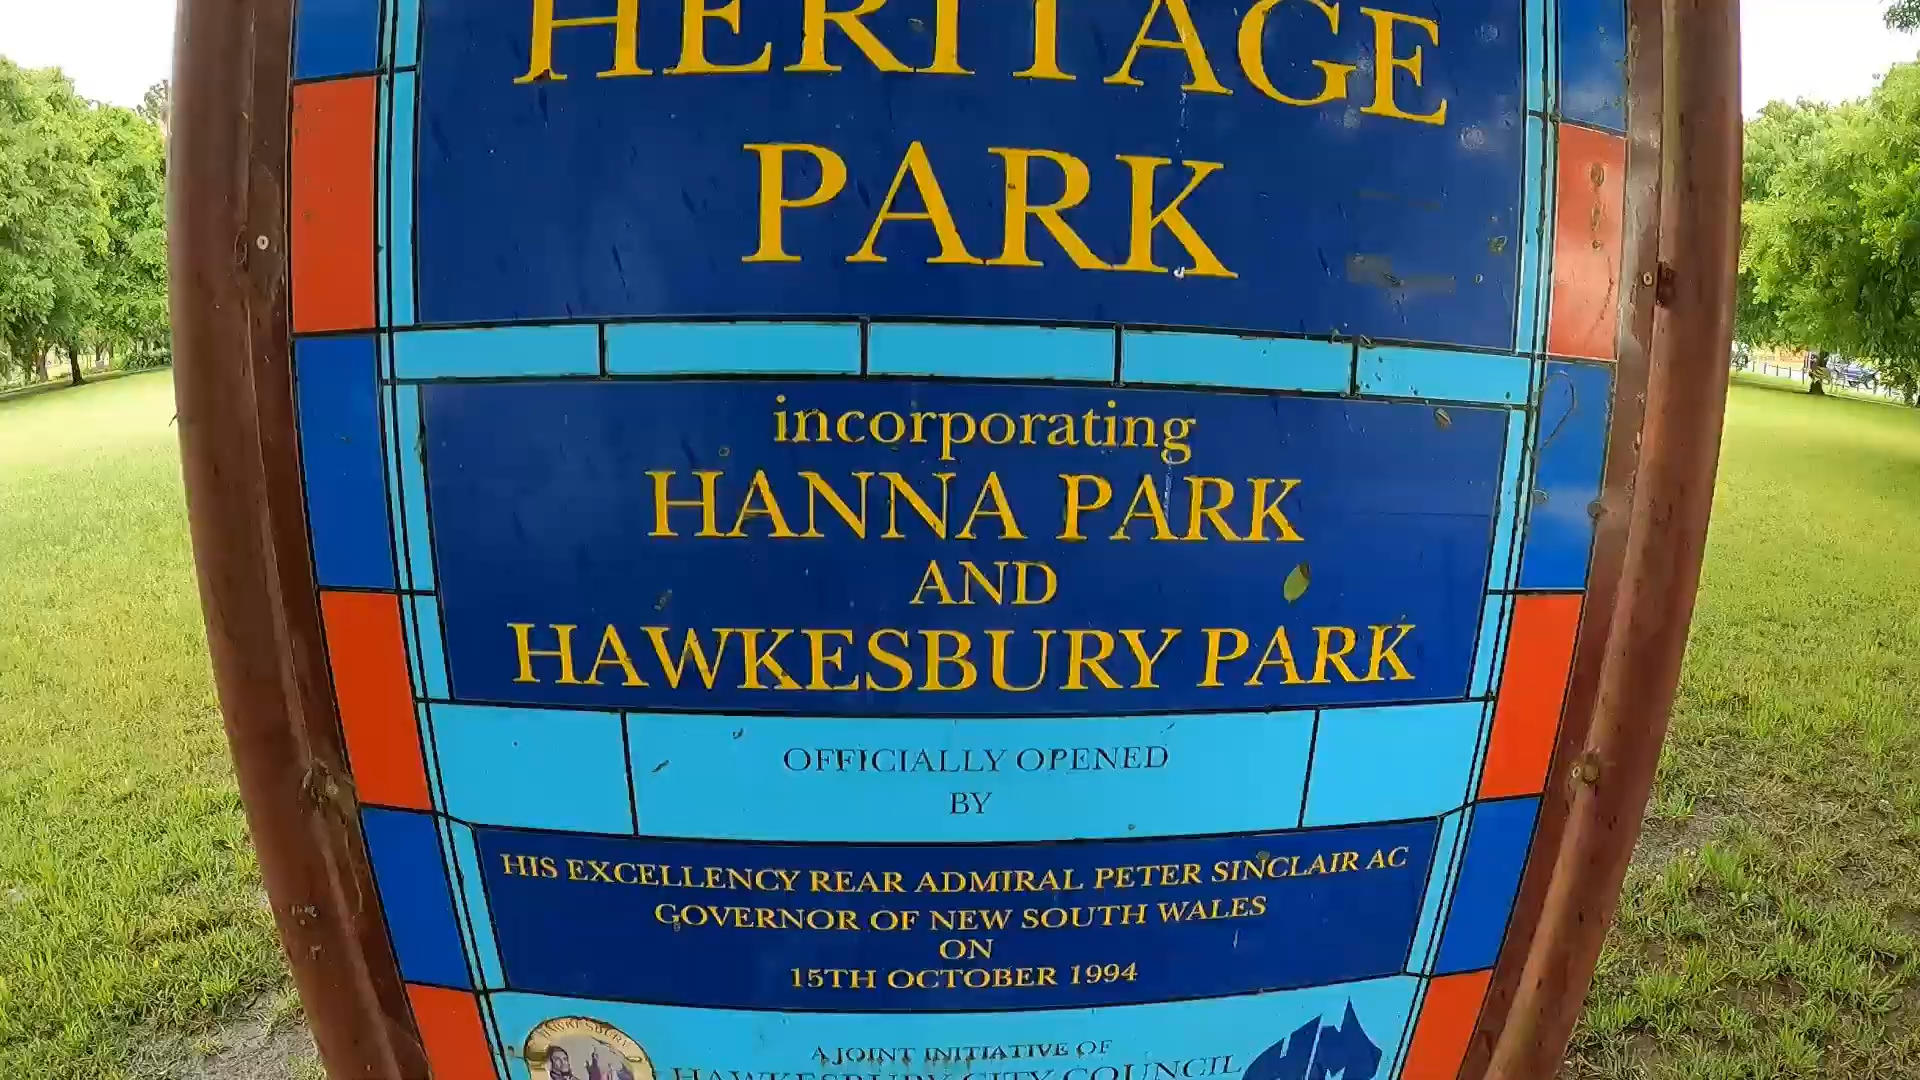 HERITAGE
PARK
incorporating
HANNA PARK
AND
HAWKESBURY PARK
OFFICIALLY OPENED
BY
HIS EXCELLENCY REAR ADMIRAL PETER SINCLAIR AC
GOVERNOR OF NEW SOUTH WALES
ON
15TH OCTOBER 1994
HAWKESBURY
A JOINT INITIATIVE OF
HAWKESBURY CITY COUNCIL